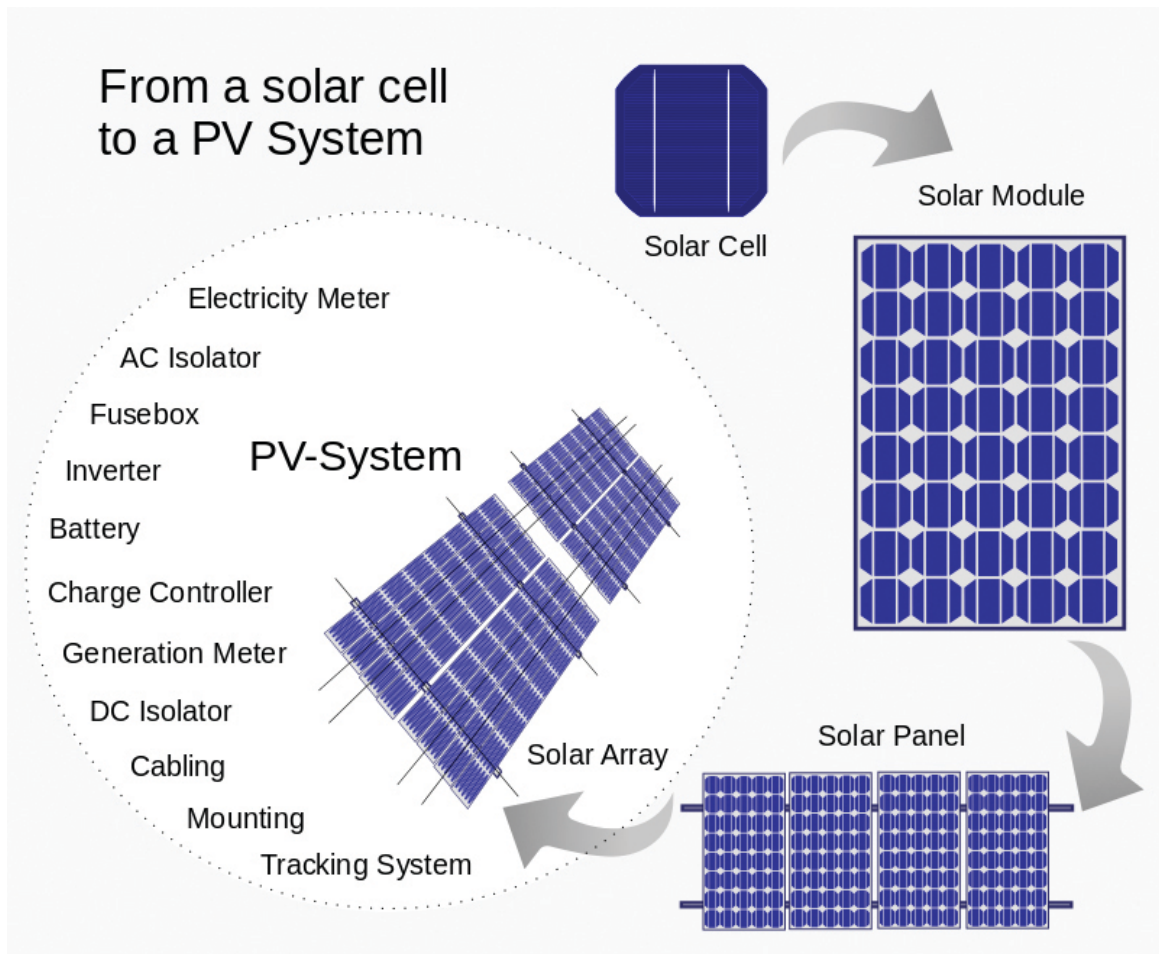 From a solar cell
to a PV System
Solar Cell
Solar Module
Electricity Meter
AC Isolator
Fusebox
Inverter
PV-System
Battery
Charge Controller
Generation Meter
DC Isolator
Cabling
Mounting
Tracking System
Solar Array
Solar Panel